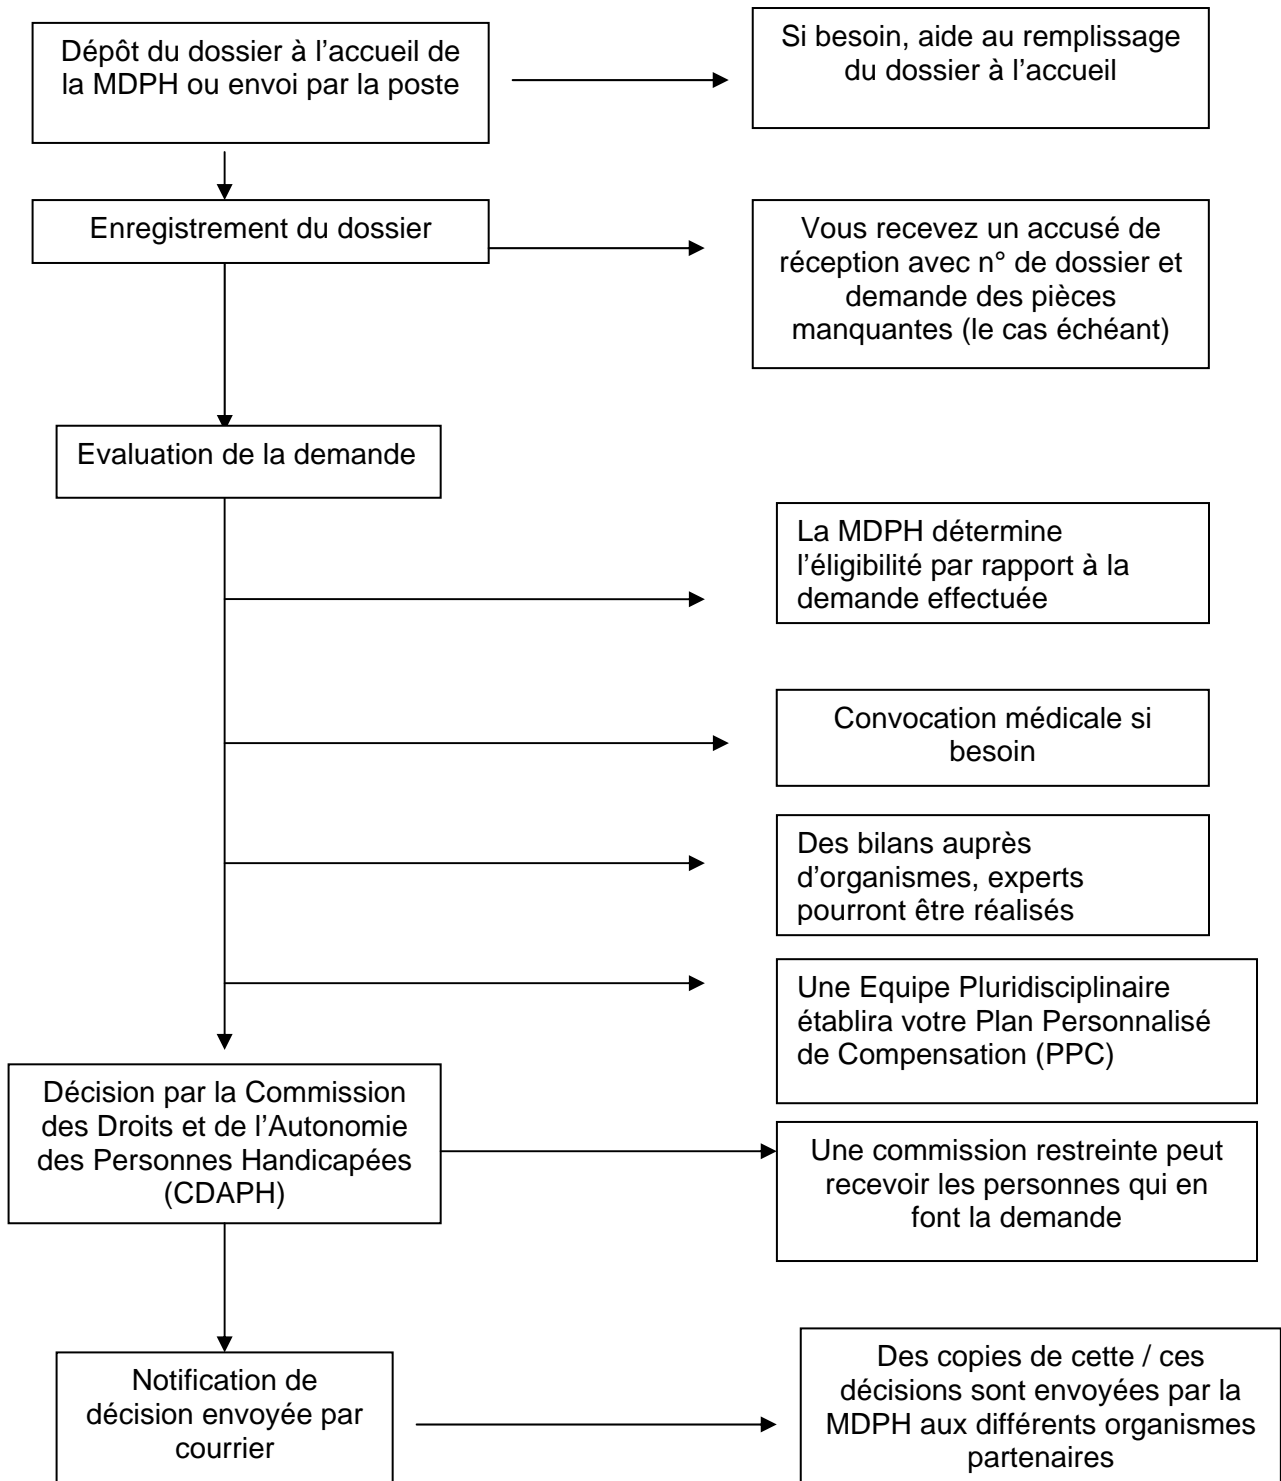 Dépôt du dossier à l’accueil de
la MDPH ou envoi par la poste
Si besoin, aide au remplissage
du dossier à l’accueil
Enregistrement du dossier
Vous recevez un accusé de
réception avec n° de dossier et
demande des pièces
manquantes (le cas échéant)
Evaluation de la demande
La MDPH détermine
l’éligibilité par rapport à la
demande effectuée
Convocation médicale si
besoin
Des bilans auprès
d’organismes, experts
pourront être réalisés
Une Equipe Pluridisciplinaire
établira votre Plan Personnalisé
de Compensation (PPC)
Décision par la Commission
des Droits et de l’Autonomie
des Personnes Handicapées
(CDAPH)
Une commission restreinte peut
recevoir les personnes qui en
font la demande
Notification de
décision envoyée par
courrier
Des copies de cette / ces
décisions sont envoyées par la
MDPH aux différents organismes
partenaires